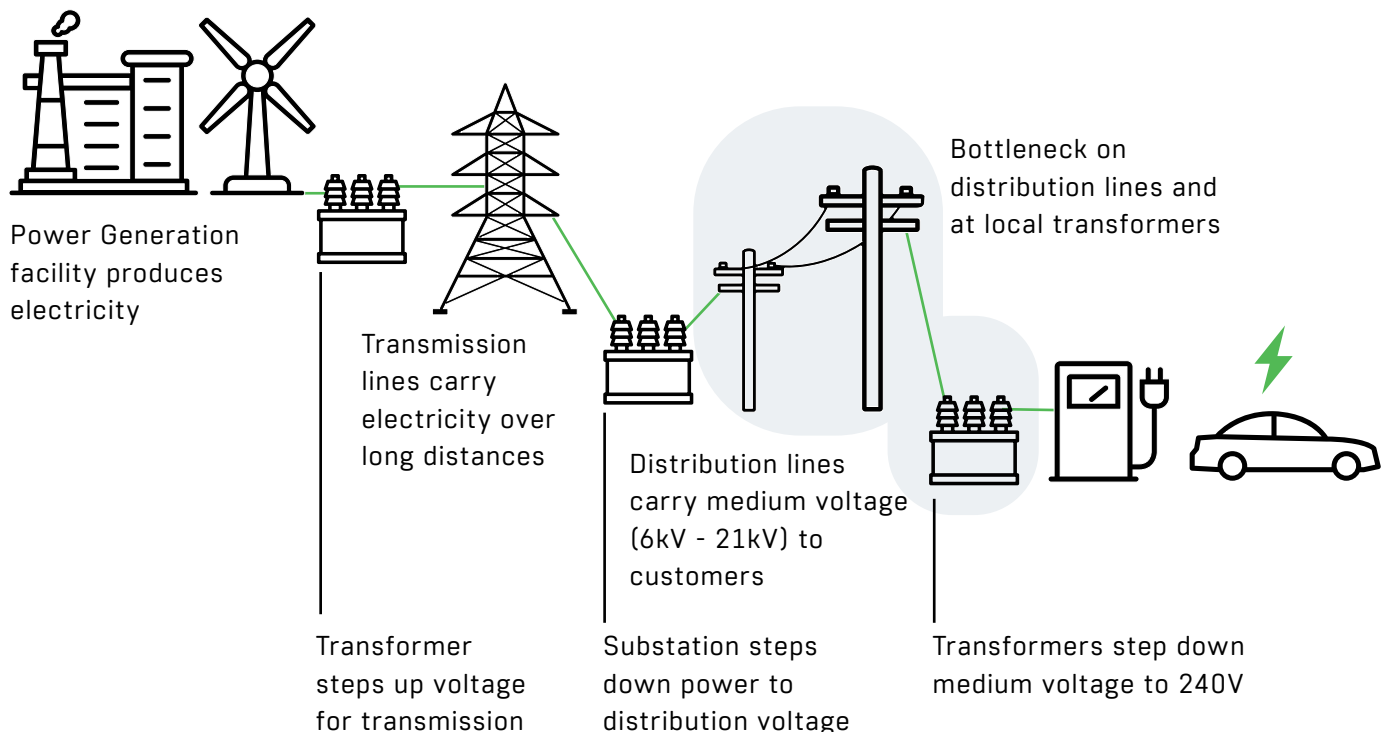 Power Generation
facility produces
electricity
Transmission
lines carry
electricity over
long distances
Bottleneck on
distribution lines and
at local transformers
Distribution lines
carry medium voltage
(6kV - 21kV) to
customers
Transformer
steps up voltage
for transmission
Substation steps
down power to
distribution voltage
Transformers step down
medium voltage to 240V